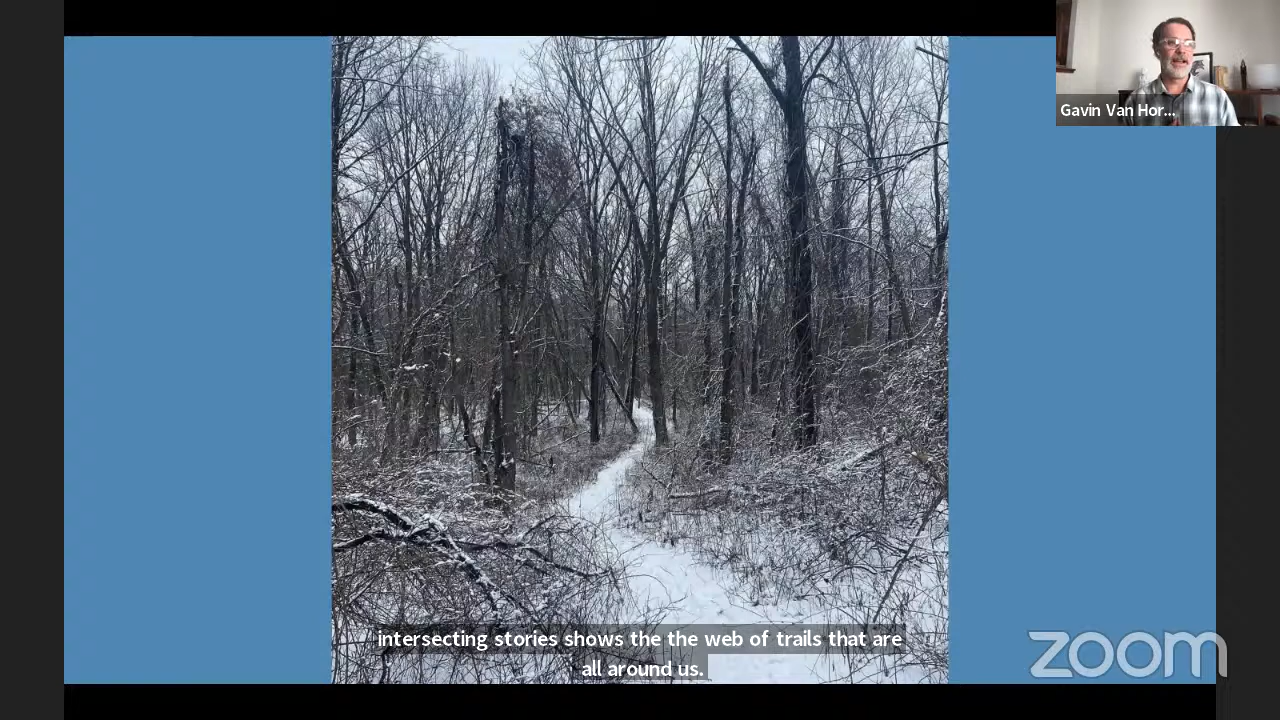 Gavin Van Hor...
intersecting stories shows the the web of trails that are
all around us.
zoom